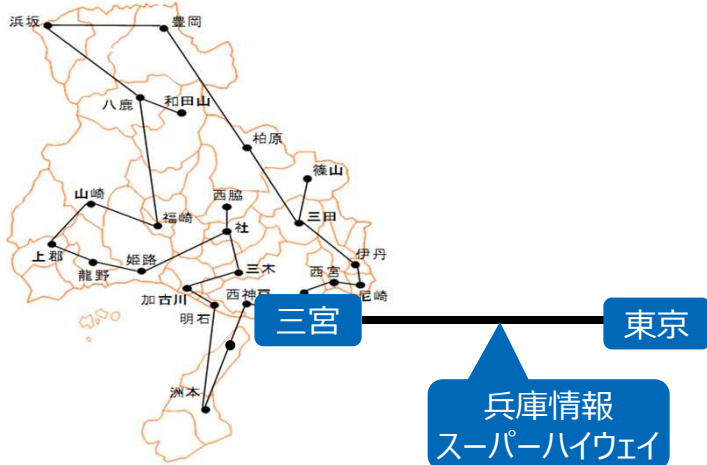 浜坂
豊岡
八鹿
和田山
柏原
篠山
山崎
西脇
福崎
社
三田
上郡
龍野
姫路
三木
伊丹
西宮
尼崎
加古川
西神戸
明石
三宮
東京
洲本
兵庫情報
スーパーハイウェイ